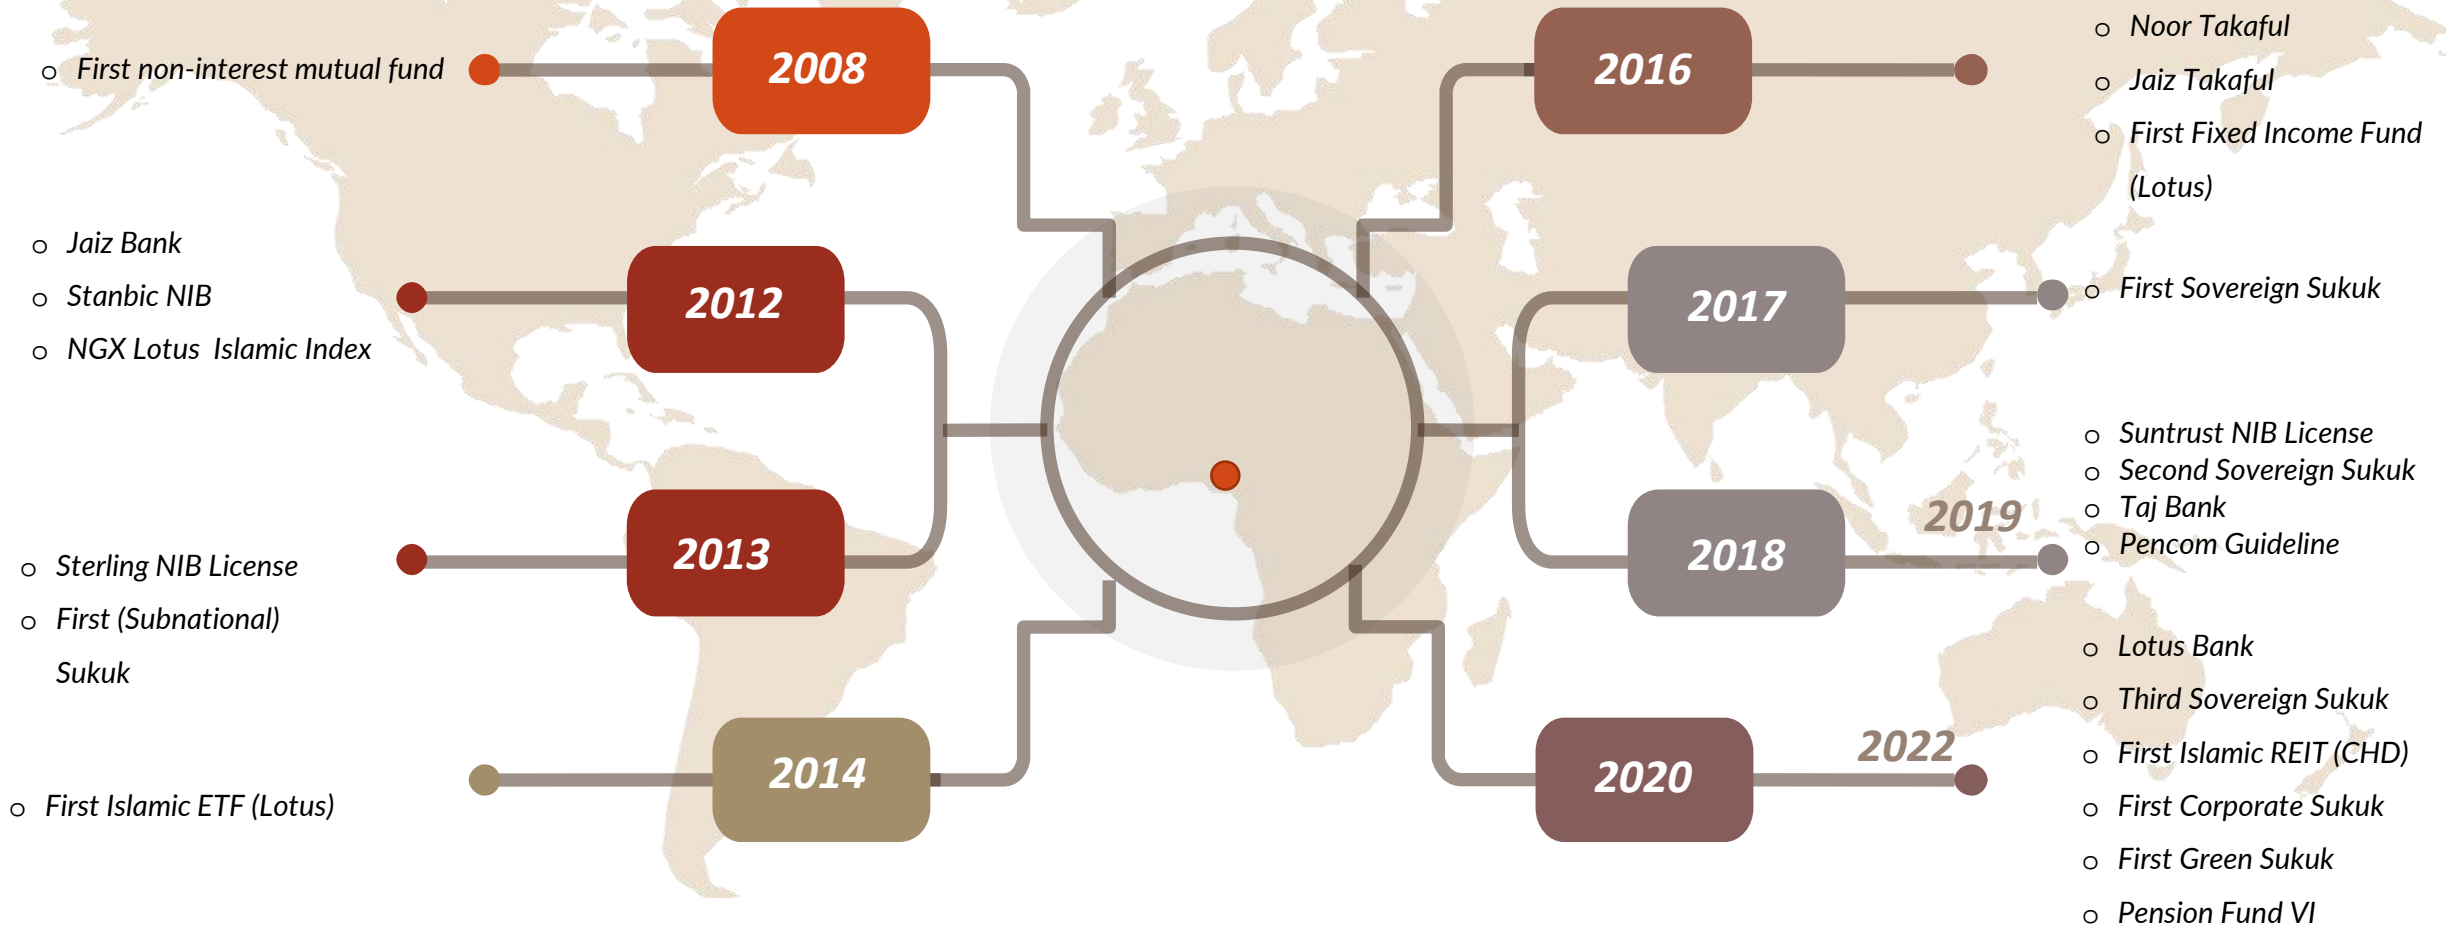 2008
o First non-interest mutual fund
2012
o Jaiz Bank
o Stanbic NIB
o NGX Lotus Islamic Index
2013
o Sterling NIB License
o First (Subnational)
Sukuk
2014
o First Islamic ETF (Lotus)
2016
o Noor Takaful
o Jaiz Takaful
o First Fixed Income Fund
(Lotus)
2017
o First Sovereign Sukuk
2018
2019
o Suntrust NIB License
o Second Sovereign Sukuk
o Taj Bank
o Pencom Guideline
2020
2022
o Lotus Bank
o Third Sovereign Sukuk
o First Islamic REIT (CHD)
o First Corporate Sukuk
o First Green Sukuk
o Pension Fund VI